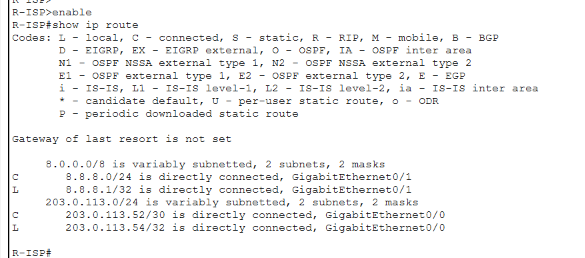 R-ISP>enable
R-ISP#show ip route
Codes: L - local, C - connected, S - static, R - RIP, M - mobile, B - BGP
       D - EIGRP, EX - EIGRP external, O - OSPF, IA - OSPF inter area
       N1 - OSPF NSSA external type 1, N2 - OSPF NSSA external type 2
       E1 - OSPF external type 1, E2 - OSPF external type 2, E - EGP
       i - IS-IS, L1 - IS-IS level-1, L2 - IS-IS level-2, ia - IS-IS inter area
       * - candidate default, U - per-user static route, o - ODR
       P - periodic downloaded static route

Gateway of last resort is not set

     8.0.0.0/8 is variably subnetted, 2 subnets, 2 masks
C       8.8.8.0/24 is directly connected, GigabitEthernet0/1
L       8.8.8.1/32 is directly connected, GigabitEthernet0/1
     203.0.113.0/24 is variably subnetted, 2 subnets, 2 masks
C       203.0.113.52/30 is directly connected, GigabitEthernet0/0
L       203.0.113.54/32 is directly connected, GigabitEthernet0/0

R-ISP#